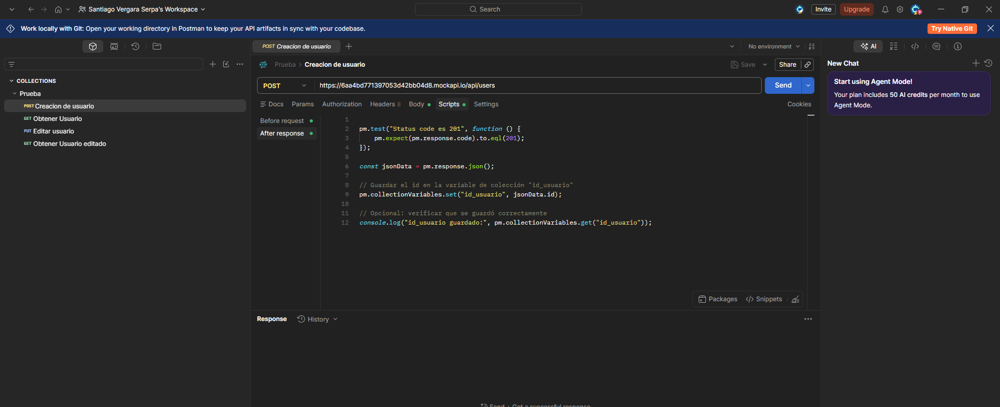 Santiago Vergara Serpa's Workspace
Search
Invite
Upgrade
Work locally with Git: Open your working directory in Postman to keep your API artifacts in sync with your codebase.
Try Native Git
POST Creacion de usuario
No environment
AI
COLLECTIONS
Prueba
POST Creacion de usuario
GET Obtener Usuario
PUT Editar usuario
GET Obtener Usuario editado
HTTP
Prueba > Creacion de usuario
Save
Share
POST
https://6aa4bd771397053d42bb04d8.mockapi.io/api/users
Send
Docs
Params
Authorization
Headers 8
Body
Scripts
Settings
Cookies
Before request
After response
1
2 pm.test("Status code es 201", function () {
3 pm.expect(pm.response.code).to.eql(201);
4 });
5
6 const jsonData = pm.response.json();
7
8 // Guardar el id en la variable de colección "id_usuario"
9 pm.collectionVariables.set("id_usuario", jsonData.id);
10
11 // Opcional: verificar que se guardó correctamente
12 console.log("id_usuario guardado:", pm.collectionVariables.get("id_usuario"));
Packages
Snippets
Response
History
Send + Get a successful response
New Chat
Start using Agent Mode!
Your plan includes 50 AI credits per month to use
Agent Mode.